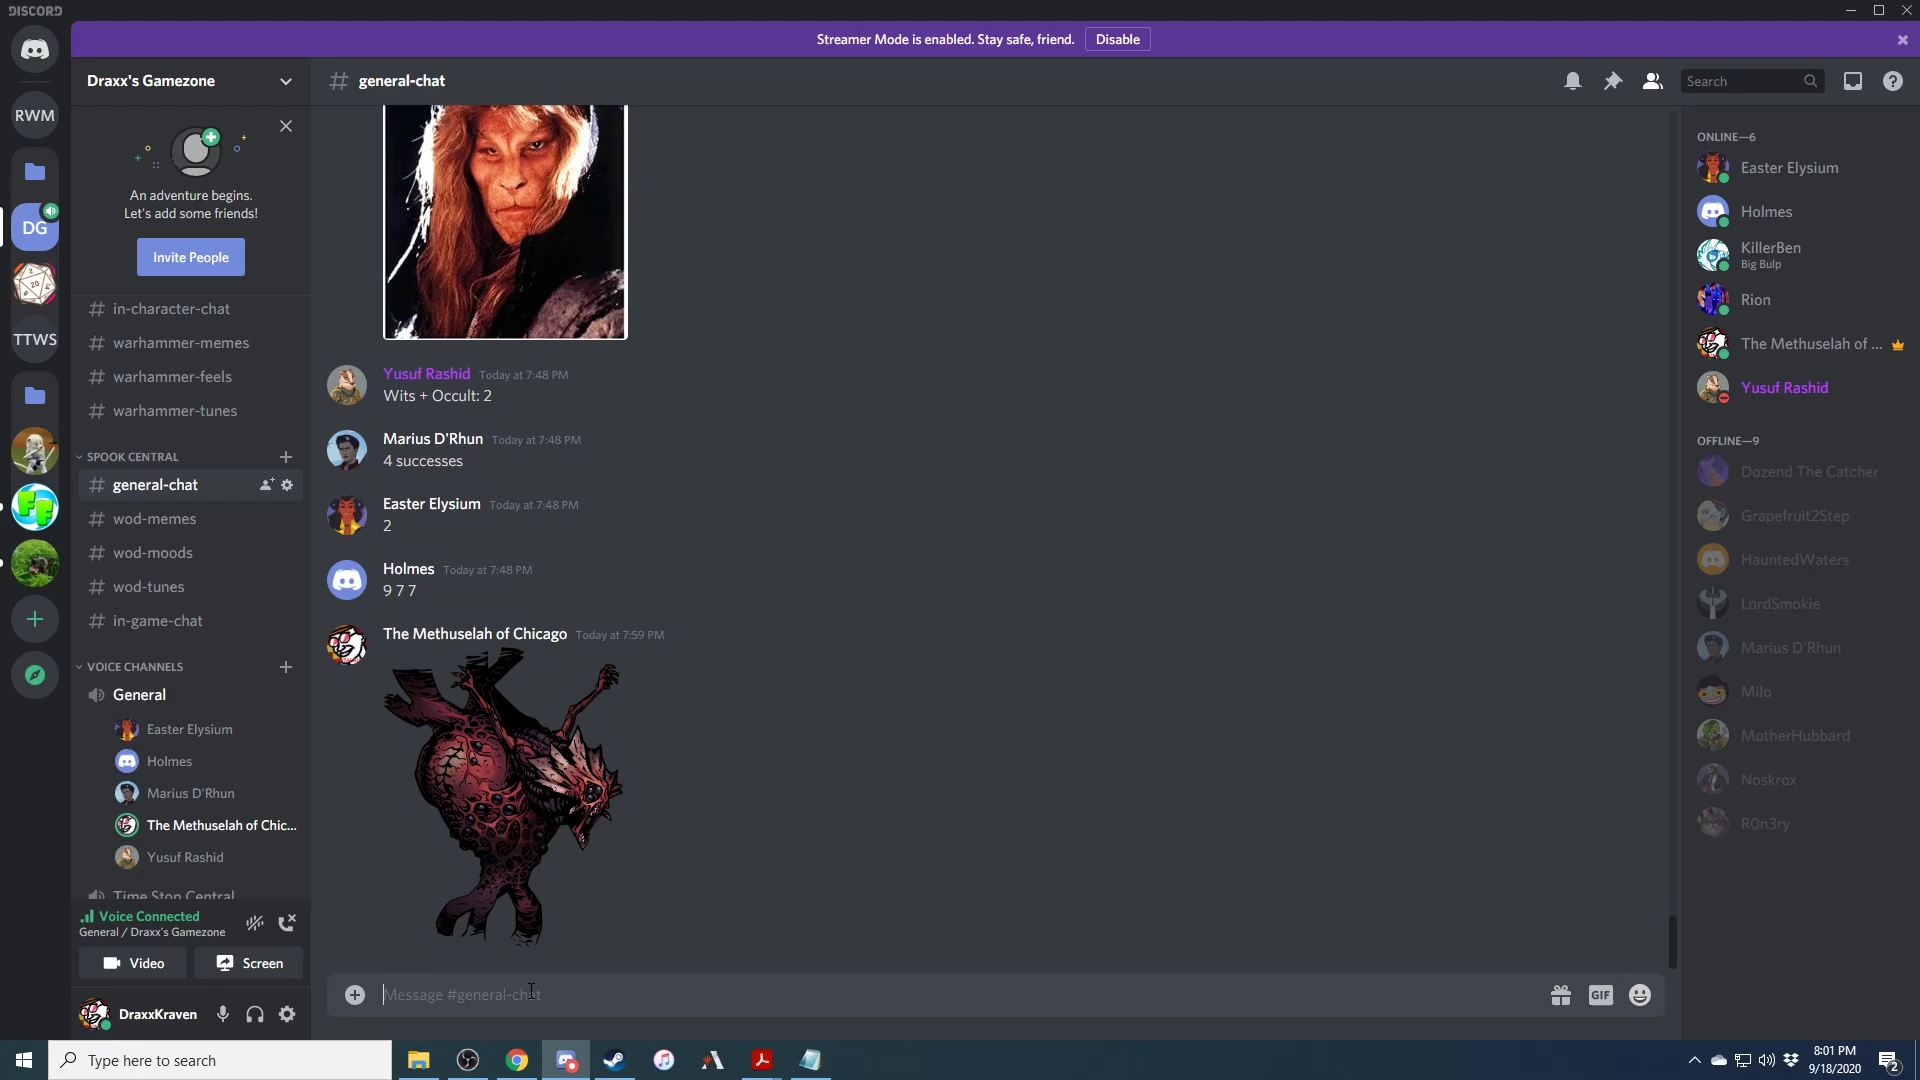 DISCORD
Streamer Mode is enabled. Stay safe, friend.
Disable
Draxx's Gamezone
general-chat
Search
RWM
DG
20
TTWS
FF
An adventure begins.
Let's add some friends!
Invite People
in-character-chat
warhammer-memes
warhammer-feels
warhammer-tunes
SPOOK CENTRAL
general-chat
wod-memes
wod-moods
wod-tunes
in-game-chat
VOICE CHANNELS
General
Easter Elysium
Holmes
Marius D'Rhun
The Methuselah of Chic...
Yusuf Rashid
Time Stop Central
Voice Connected
General / Draxx's Gamezone
Video
Screen
DraxxKraven
Yusuf Rashid Today at 7:48 PM
Wits + Occult: 2
Marius D'Rhun Today at 7:48 PM
4 successes
Easter Elysium Today at 7:48 PM
2
Holmes Today at 7:48 PM
9 7 7
The Methuselah of Chicago Today at 7:59 PM
Message #general-chat
GIF
ONLINE—6
Easter Elysium
Holmes
KillerBen
Big Bulp
Rion
The Methuselah of ...
Yusuf Rashid
OFFLINE—9
Dozend The Catcher
Grapefruit2Step
HauntedWaters
LordSmokie
Marius D'Rhun
Milo
MotherHubbard
Noskrox
R0n3ry
Type here to search
8:01 PM
9/18/2020
2